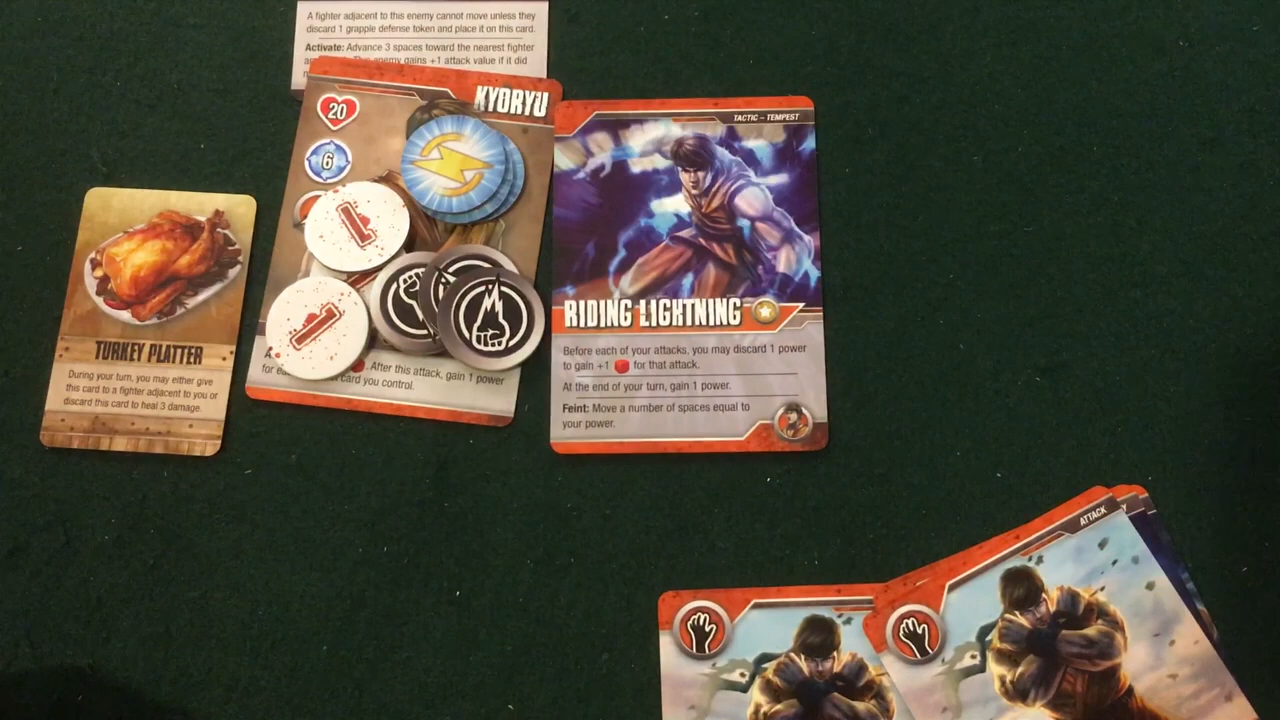 A fighter adjacent to this enemy cannot move unless they
discard 1 grapple defense token and place it on this card.
Activate: Advance 3 spaces toward the nearest fighter
enemy gains +1 attack value if it did
KYORYU
20
6
1
1
for
. After this attack, gain 1 power
card you control.
TURKEY PLATTER
During your turn, you may either give
this card to a fighter adjacent to you or
discard this card to heal 3 damage.
TACTIC – TEMPEST
RIDING LIGHTNING
Before each of your attacks, you may discard 1 power
to gain +1 for that attack.
At the end of your turn, gain 1 power.
Feint: Move a number of spaces equal to
your power.
ATTACK
Y